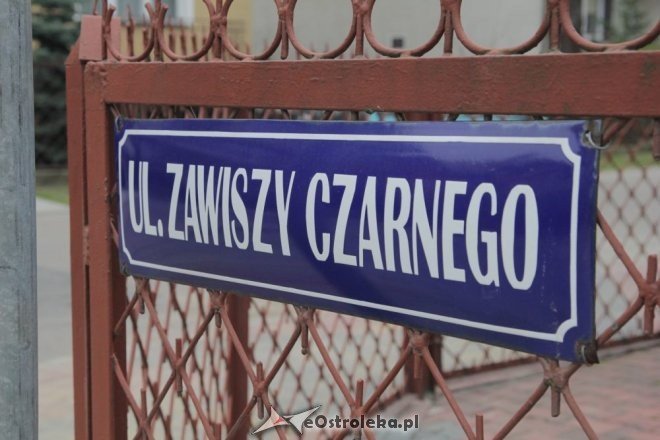 UL. ZAWISZY CZARNEGO
eOstroleka.pl